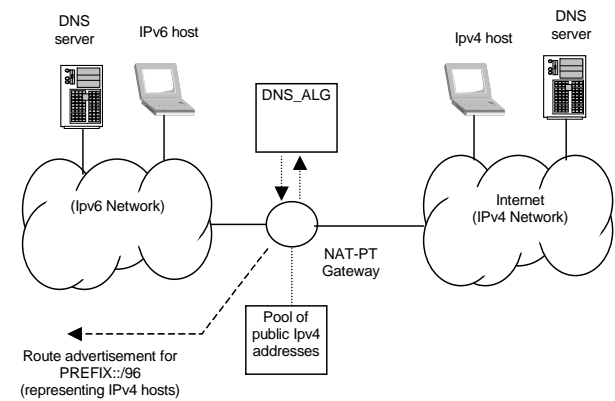 DNS
server
IPv6 host
DNS_ALG
Ipv4 host
DNS
server
(Ipv6 Network)
Internet
(IPv4 Network)
NAT-PT
Gateway
Pool of
public Ipv4
addresses
Route advertisement for
PREFIX::/96
(representing IPv4 hosts)